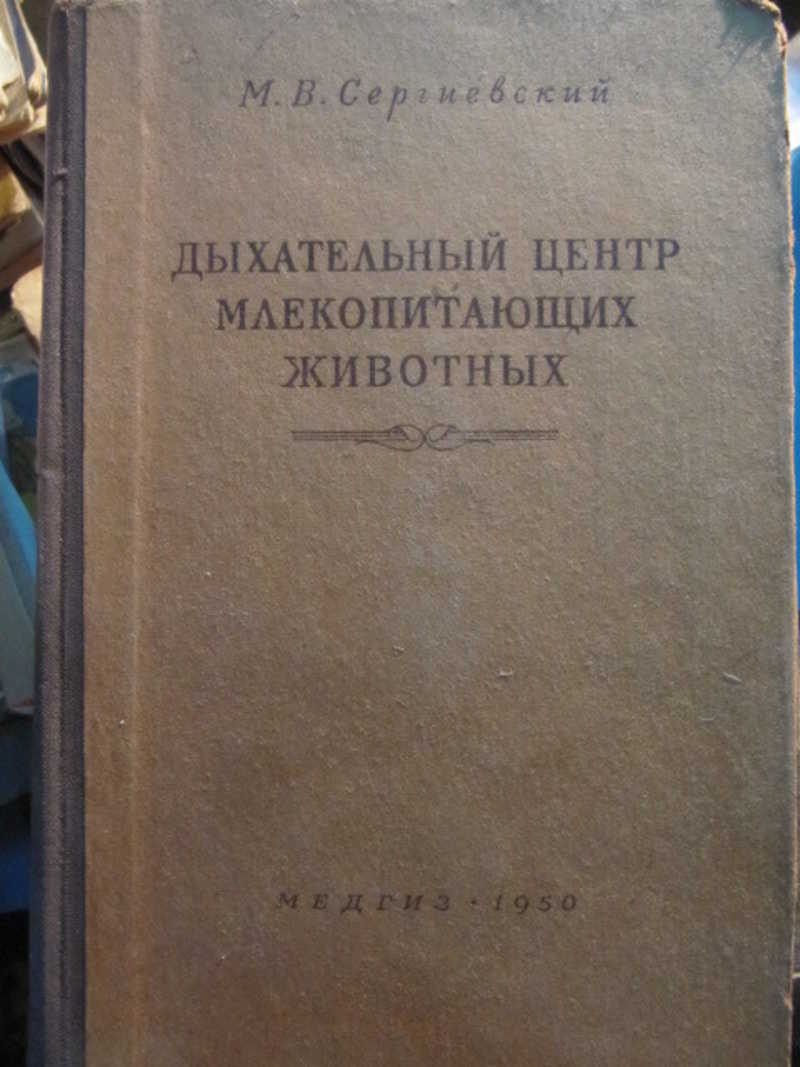 М. В. Сергиевский
ДЫХАТЕЛЬНЫЙ ЦЕНТР
МЛЕКОПИТАЮЩИХ
ЖИВОТНЫХ
МЕДГИЗ · 1950